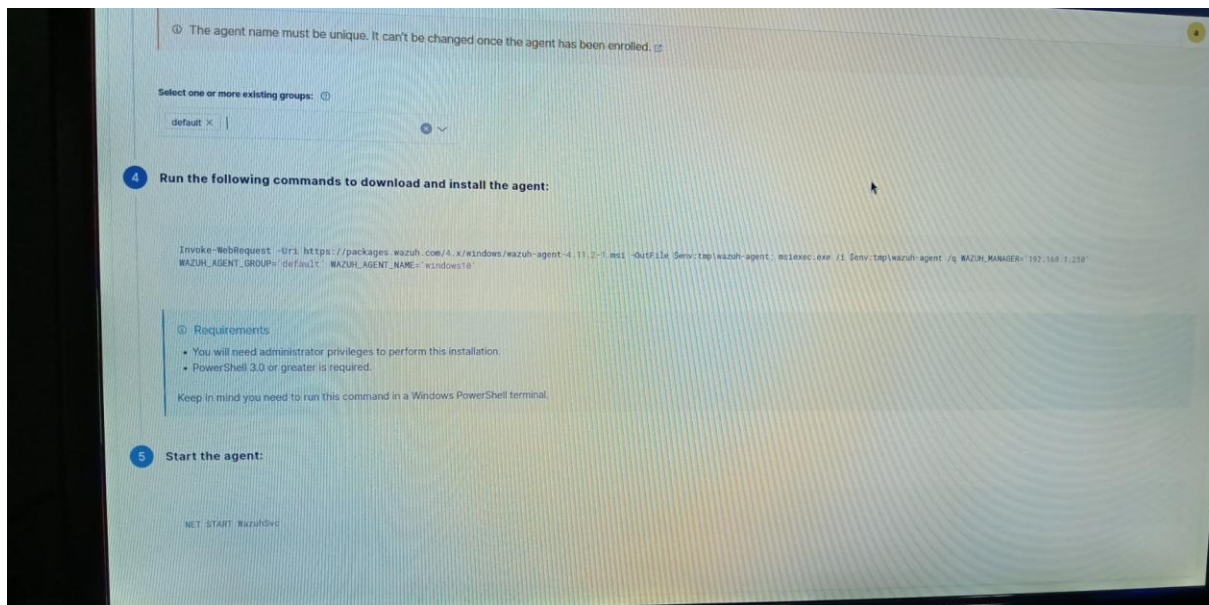 The agent name must be unique. It can't be changed once the agent has been enrolled.
Select one or more existing groups:
default ×
4 Run the following commands to download and install the agent:
Invoke-WebRequest -Uri https://packages.wazuh.com/4.x/windows/wazuh-agent-4.11.2-1.msi -OutFile $env:tmp\wazuh-agent; msiexec.exe /i $env:tmp\wazuh-agent /q WAZUH_MANAGER='192.168.1.250'
WAZUH_AGENT_GROUP='default' WAZUH_AGENT_NAME='windows10'
Requirements
• You will need administrator privileges to perform this installation.
• PowerShell 3.0 or greater is required.
Keep in mind you need to run this command in a Windows PowerShell terminal.
5 Start the agent:
NET START WazuhSvc
a